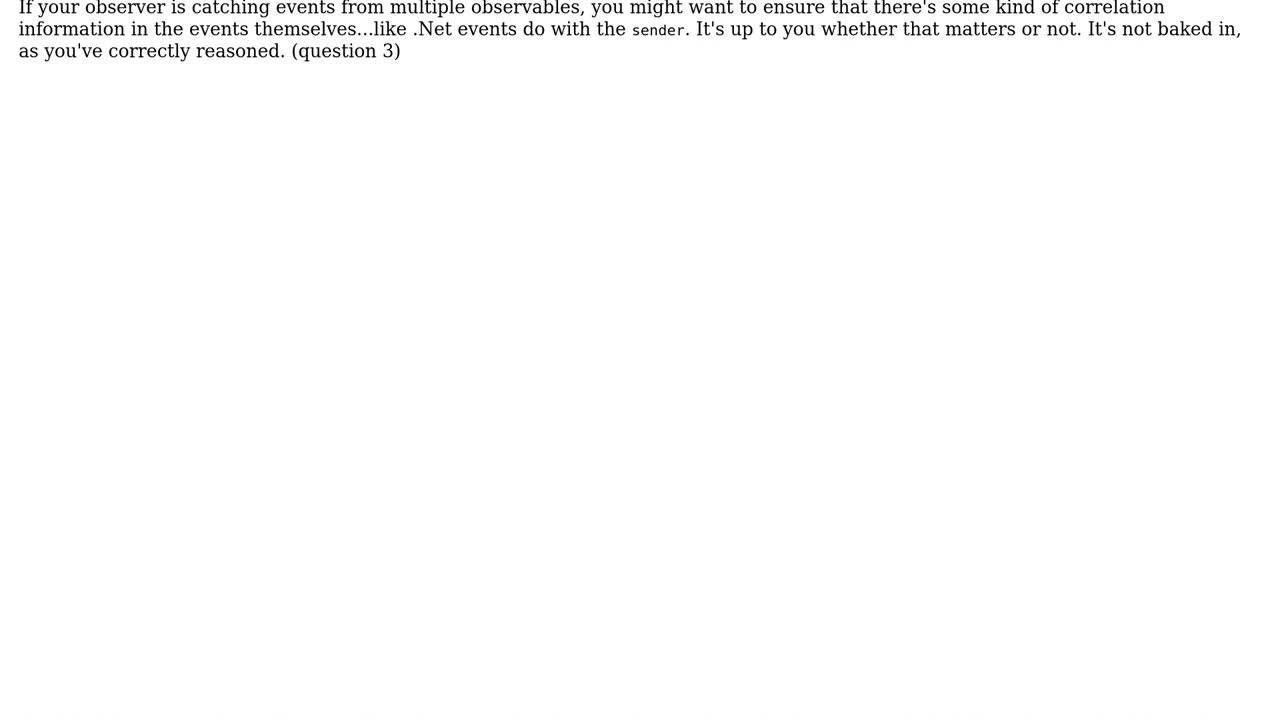 If your observer is catching events from multiple observables, you might want to ensure that there's some kind of correlation
information in the events themselves...like .Net events do with the sender. It's up to you whether that matters or not. It's not baked in,
as you've correctly reasoned. (question 3)